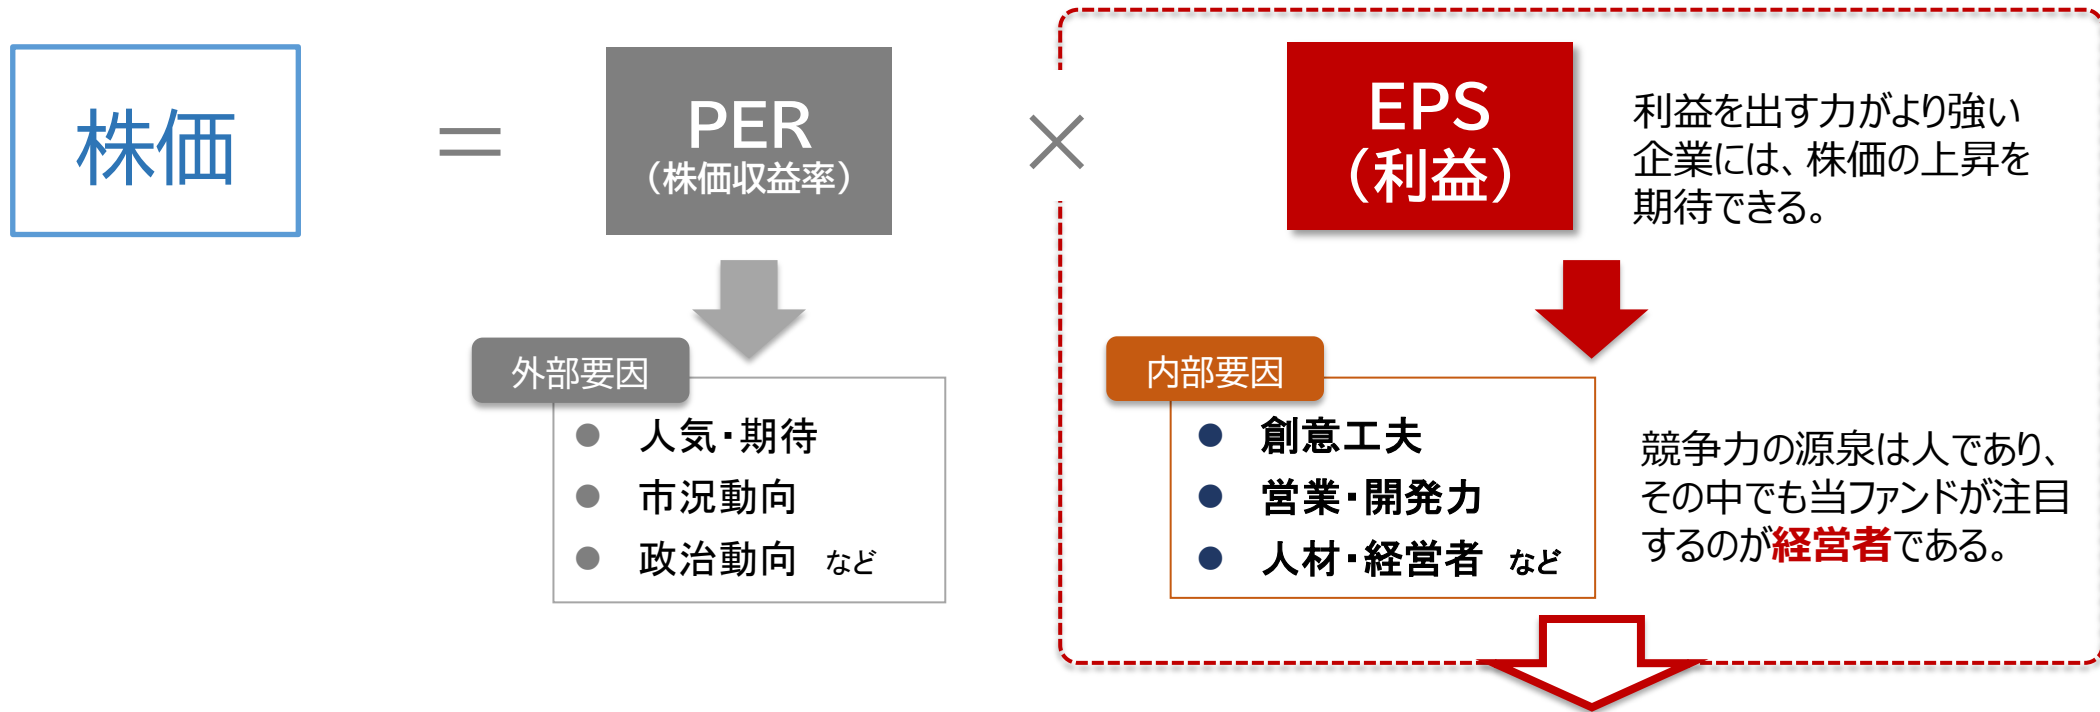 株価
＝
PER
（株価収益率）
×
EPS
（利益）
利益を出す力がより強い
企業には、株価の上昇を
期待できる。
外部要因
● 人気・期待
● 市況動向
● 政治動向 など
内部要因
● 創意工夫
● 営業・開発力
● 人材・経営者 など
競争力の源泉は人であり、
その中でも当ファンドが注目
するのが経営者である。